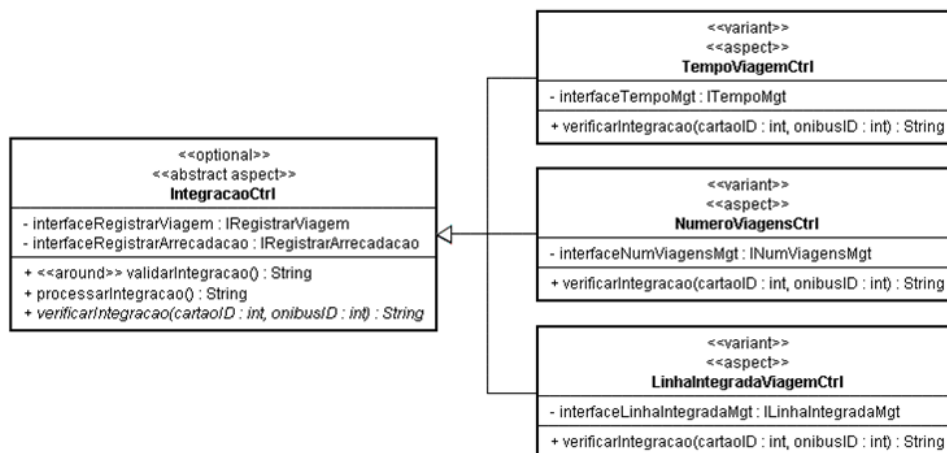 <<optional>>
<<abstract aspect>>
IntegracaoCtrl
- interfaceRegistrarViagem : IRegistrarViagem
- interfaceRegistrarArrecadacao : IRegistrarArrecadacao
+ <<around>> validarIntegracao() : String
+ processarIntegracao() : String
+ verificarIntegracao(cartaoID : int, onibusID : int) : String
<<variant>>
<<aspect>>
TempoViagemCtrl
- interfaceTempoMgt : ITempoMgt
+ verificarIntegracao(cartaoID : int, onibusID : int) : String
<<variant>>
<<aspect>>
NumeroViagensCtrl
- interfaceNumViagensMgt : INumViagensMgt
+ verificarIntegracao(cartaoID : int, onibusID : int) : String
<<variant>>
<<aspect>>
LinhaIntegradaViagemCtrl
- interfaceLinhaIntegradaMgt : ILinhaIntegradaMgt
+ verificarIntegracao(cartaoID : int, onibusID : int) : String